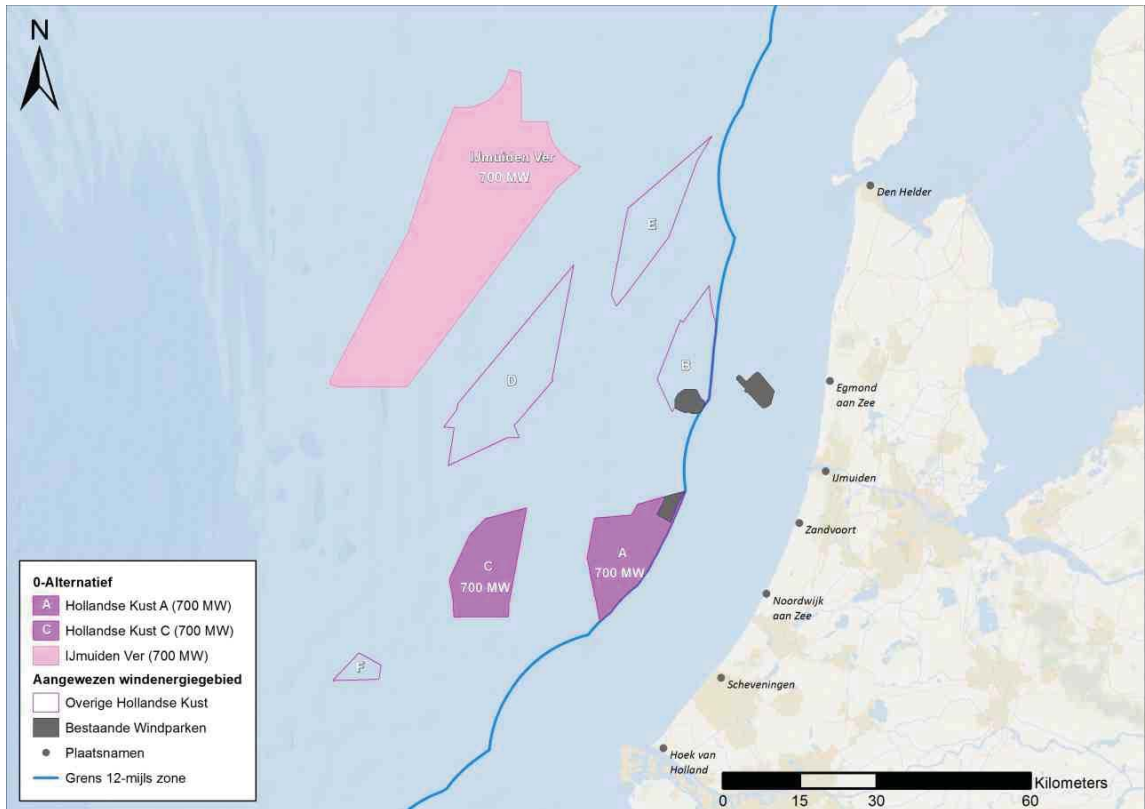 N
IJmuiden Ver
700 MW
E
Den Helder
B
D
Egmond
aan Zee
IJmuiden
A
700 MW
Zandvoort
C
700 MW
Noordwijk
aan Zee
F
Scheveningen
Hoek van
Holland
0-Alternatief
A Hollandse Kust A (700 MW)
C Hollandse Kust C (700 MW)
IJmuiden Ver (700 MW)
Aangewezen windenergiegebied
Overige Hollandse Kust
Bestaande Windparken
Plaatsnamen
Grens 12-mijls zone
Kilometers
0 15 30 60